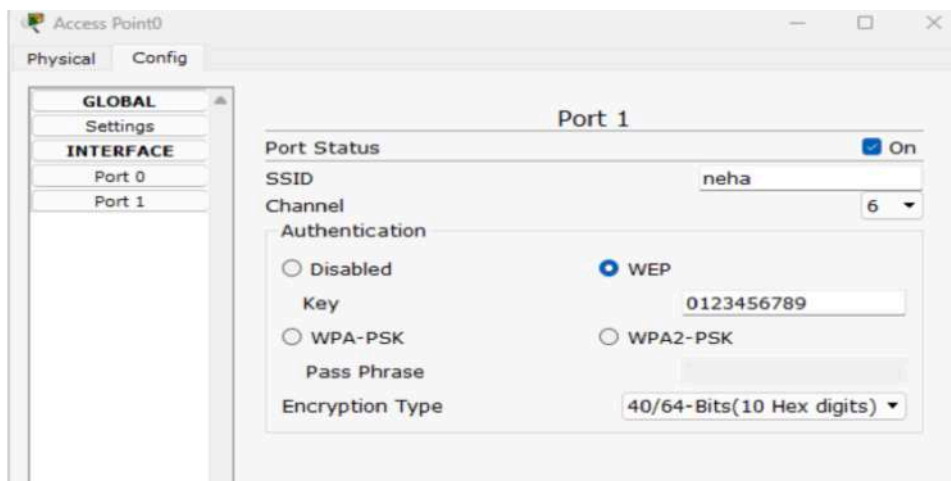 Access Point0
Physical Config
GLOBAL
Settings
INTERFACE
Port 0
Port 1
Port 1
Port Status On
SSID neha
Channel 6
Authentication
Disabled WEP
Key 0123456789
WPA-PSK WPA2-PSK
Pass Phrase
Encryption Type 40/64-Bits(10 Hex digits)